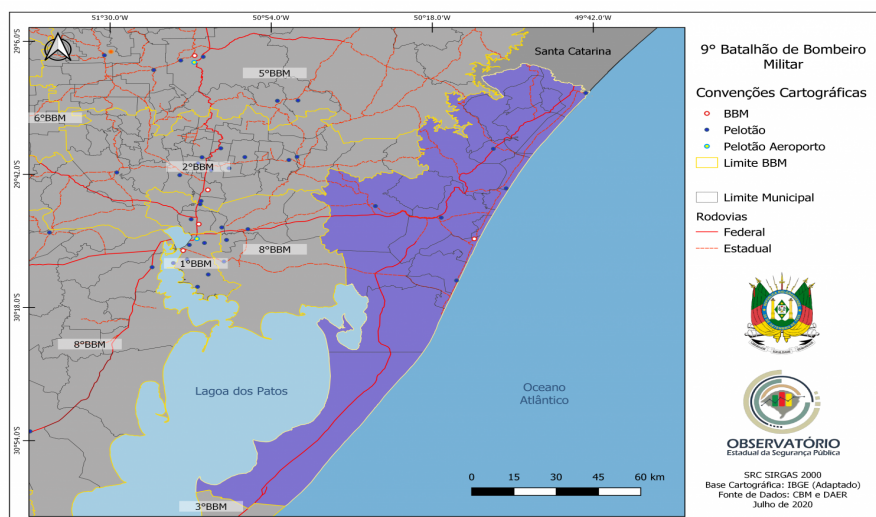 51°30.0′W
50°54.0′W
50°18.0′W
49°42.0′W
29°6.0′S
29°42.0′S
30°18.0′S
30°54.0′S
Santa Catarina
5°BBM
6°BBM
2°BBM
8°BBM
1°BBM
8°BBM
Lagoa dos Patos
Oceano
Atlântico
3°BBM
0 15 30 45 60 km
9° Batalhão de Bombeiro
Militar
Convenções Cartográficas
BBM
Pelotão
Pelotão Aeroporto
Limite BBM
Limite Municipal
Rodovias
Federal
Estadual
OBSERVATÓRIO
Estadual da Segurança Pública
SRC SIRGAS 2000
Base Cartográfica: IBGE (Adaptado)
Fonte de Dados: CBM e DAER
Julho de 2020